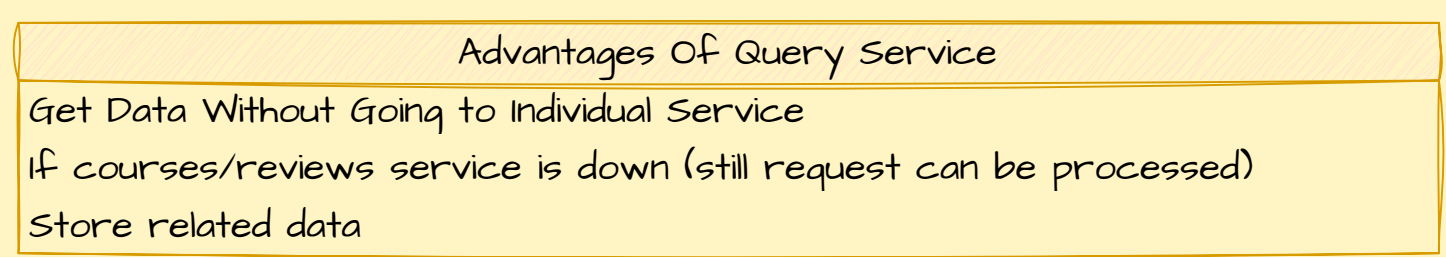 Advantages Of Query Service
Get Data Without Going to Individual Service
If courses/reviews service is down (still request can be processed)
Store related data